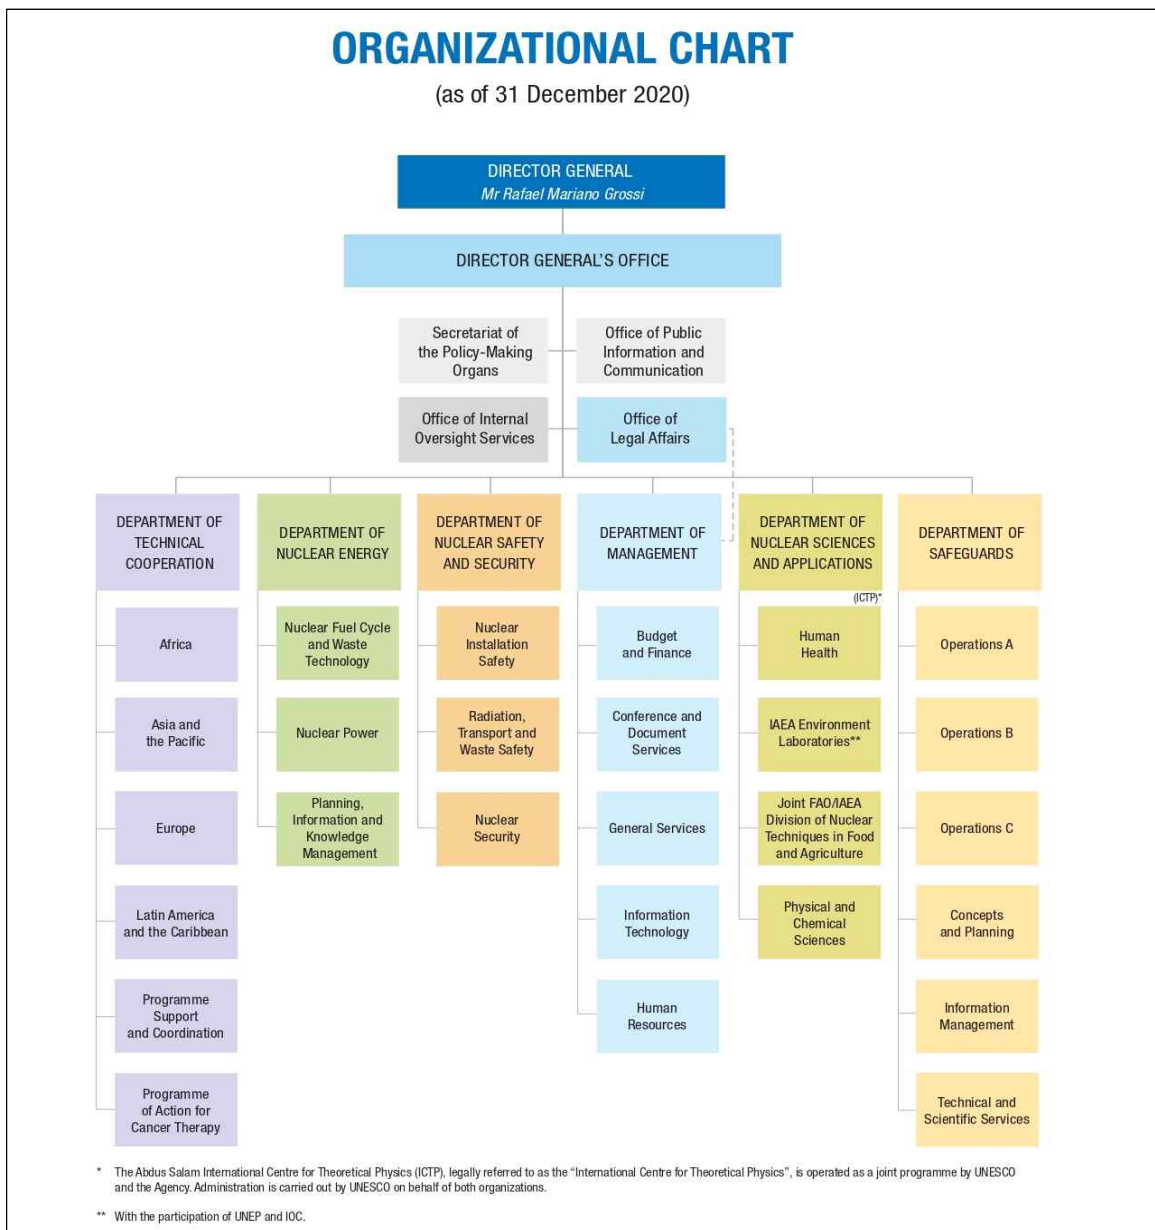 ORGANIZATIONAL CHART
(as of 31 December 2020)
DIRECTOR GENERAL
Mr Rafael Mariano Grossi
DIRECTOR GENERAL'S OFFICE
Secretariat of
the Policy-Making
Organs
Office of Public
Information and
Communication
Office of Internal
Oversight Services
Office of
Legal Affairs
DEPARTMENT OF
TECHNICAL
COOPERATION
Africa
Asia and
the Pacific
Europe
Latin America
and the Caribbean
Programme
Support
and Coordination
Programme
of Action for
Cancer Therapy
DEPARTMENT OF
NUCLEAR ENERGY
Nuclear Fuel Cycle
and Waste
Technology
Nuclear Power
Planning,
Information and
Knowledge
Management
DEPARTMENT OF
NUCLEAR SAFETY
AND SECURITY
Nuclear
Installation
Safety
Radiation,
Transport and
Waste Safety
Nuclear
Security
DEPARTMENT OF
MANAGEMENT
Budget
and Finance
Conference and
Document
Services
General Services
Information
Technology
Human
Resources
DEPARTMENT OF
NUCLEAR SCIENCES
AND APPLICATIONS
(ICTP)*
Human
Health
IAEA Environment
Laboratories**
Joint FAO/IAEA
Division of Nuclear
Techniques in Food
and Agriculture
Physical and
Chemical
Sciences
DEPARTMENT OF
SAFEGUARDS
Operations A
Operations B
Operations C
Concepts
and Planning
Information
Management
Technical and
Scientific Services
* The Abdus Salam International Centre for Theoretical Physics (ICTP), legally referred to as the “International Centre for Theoretical Physics”, is operated as a joint programme by UNESCO
and the Agency. Administration is carried out by UNESCO on behalf of both organizations.
** With the participation of UNEP and IOC.